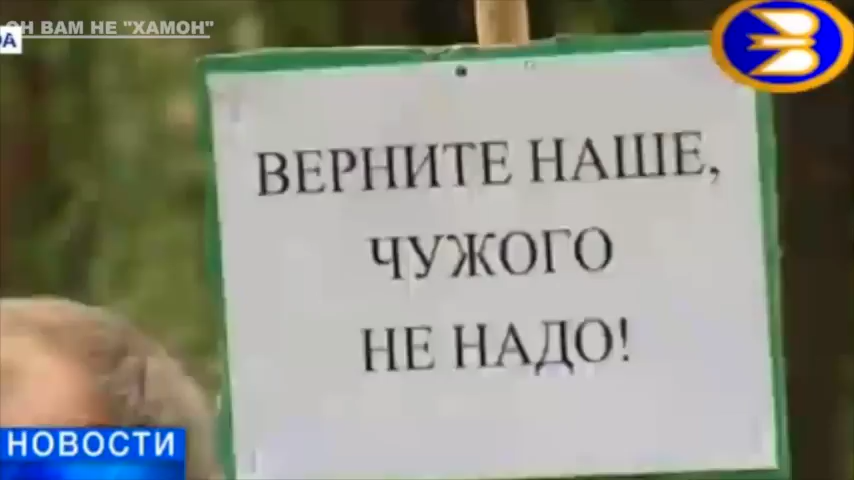 ОН ВАМ НЕ "ХАМОН"
ВЕРНИТЕ НАШЕ,
ЧУЖОГО
НЕ НАДО!
НОВОСТИ